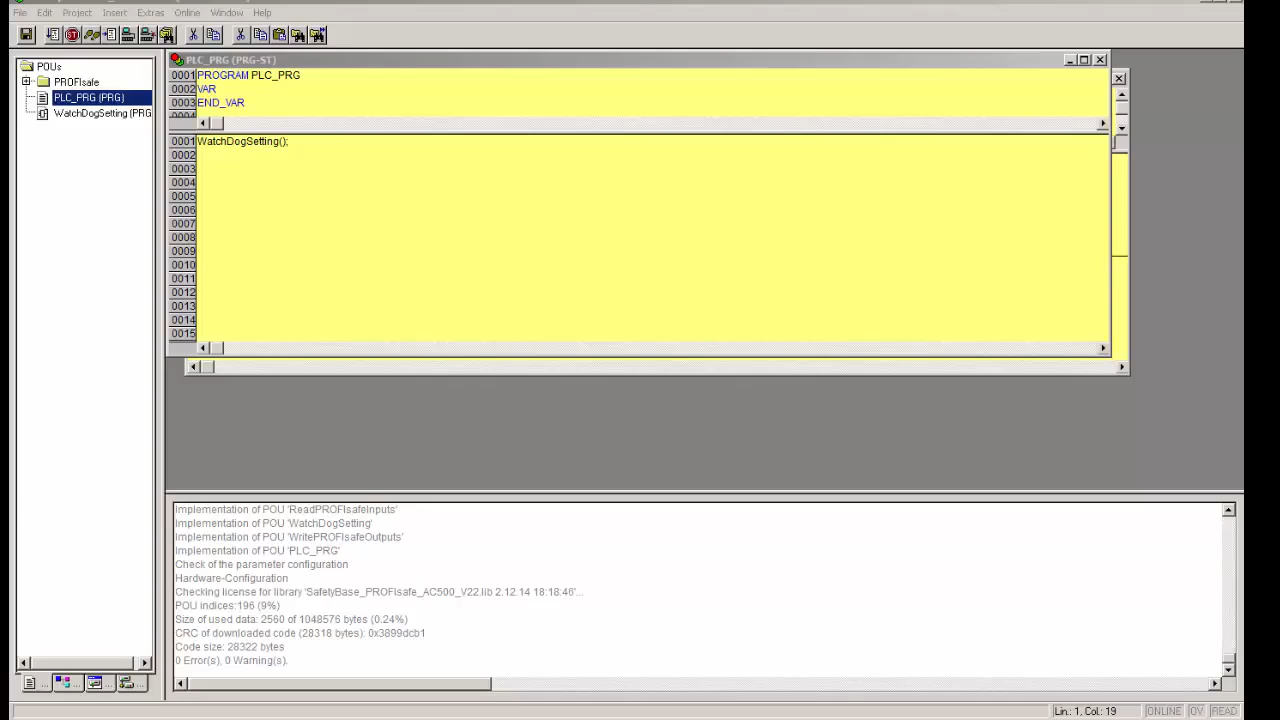 File Edit Project Insert Extras Online Window Help
POUs
PROFIsafe
PLC_PRG (PRG)
WatchDogSetting (PRG
PLC_PRG (PRG-ST)
0001 PROGRAM PLC_PRG
0002 VAR
0003 END_VAR
0004
0001 WatchDogSetting();
0002
0003
0004
0005
0006
0007
0008
0009
0010
0011
0012
0013
0014
0015
Implementation of POU 'ReadPROFIsafeInputs'
Implementation of POU 'WatchDogSetting'
Implementation of POU 'WritePROFIsafeOutputs'
Implementation of POU 'PLC_PRG'
Check of the parameter configuration
Hardware-Configuration
Checking license for library 'SafetyBase_PROFIsafe_AC500_V22.lib 2.12.14 18:18:46'...
POU indices:196 (9%)
Size of used data: 2560 of 1048576 bytes (0.24%)
CRC of downloaded code (28318 bytes): 0x3899dcb1
Code size: 28322 bytes
0 Error(s), 0 Warning(s).
Lin.: 1, Col.: 19 ONLINE OV READ